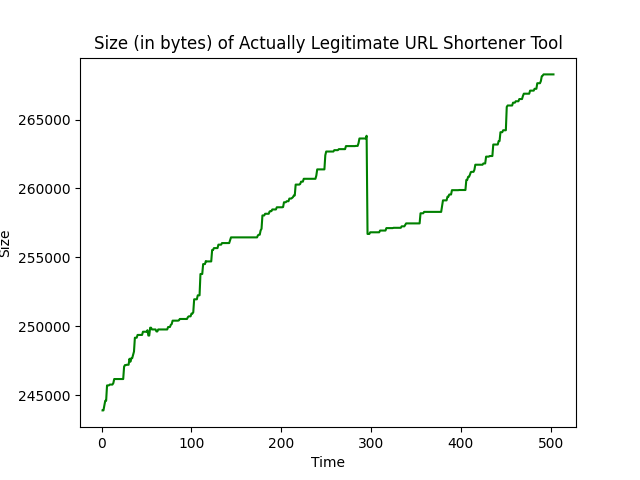 Size (in bytes) of Actually Legitimate URL Shortener Tool
265000
260000
255000
250000
245000
Size
0 100 200 300 400 500
Time